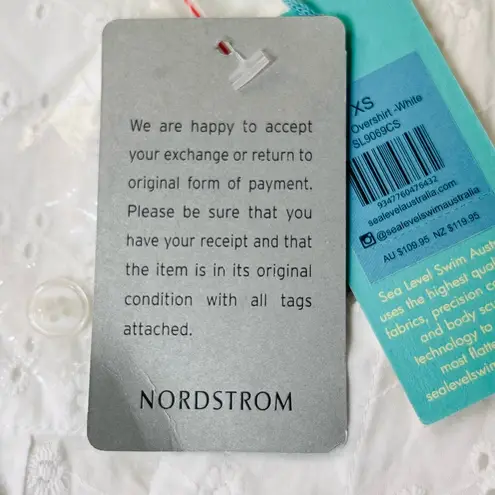 We are happy to accept
your exchange or return to
original form of payment.
Please be sure that you
have your receipt and that
the item is in its original
condition with all tags
attached.
NORDSTROM
XS
Overshirt -White
SL9069CS
9347760476432
sealevelaustralia.com
@sealevelswimaustralia
AU $109.95 NZ $119.95
Sea Level Swim Aust
uses the highest qual
fabrics, precision c
and body sc
technology to
most flatte
sealevelswim